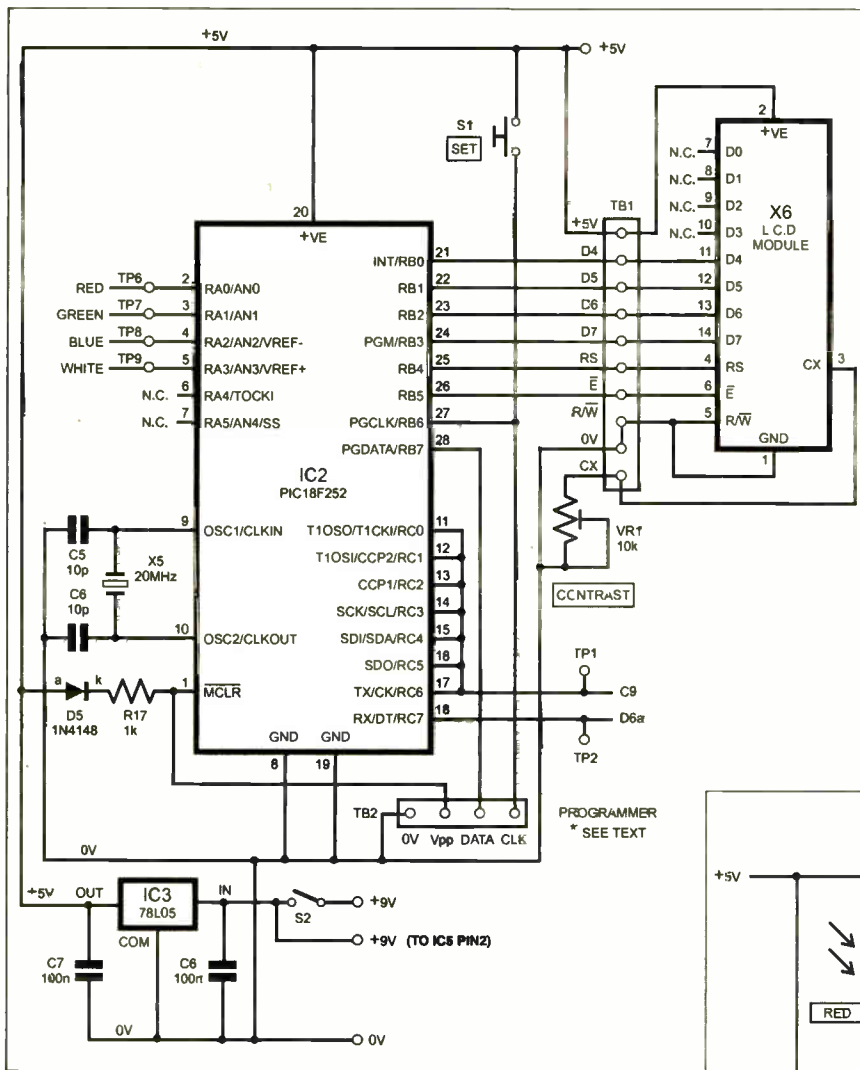 +5V
+5V
S1
SET
2
+VE
N.C. 7 D0
N.C. 8 D1
N.C. 9 D2
N.C. 10 D3
X6
L.C.D
MODULE
TB1
+5V
20
+VE
INT/RB0 21 D4 11 D4
RED TP6 2 RA0/AN0
RB1 22 D5 12 D5
GREEN TP7 3 RA1/AN1
RB2 23 D6 13 D6
BLUE TP8 4 RA2/AN2/VREF-
PGM/RB3 24 D7 14 D7
WHITE TP9 5 RA3/AN3/VREF+
RB4 25 RS 4 RS
CX 3
N.C. 6 RA4/TOCKI
RB5 26 E 6 E
N.C. 7 RA5/AN4/SS
PGCLK/RB6 27 R/W 5 R/W
PGDATA/RB7 28 0V
GND
1
CX
IC2
PIC18F252
VR1
10k
CONTRAST
9 OSC1/CLKIN
T1OSO/T1CKI/RC0 11
C5
10p
X5
20MHz
T1OSI/CCP2/RC1 12
CCP1/RC2 13
C6
10p
SCK/SCL/RC3 14
10 OSC2/CLKOUT
SDI/SDA/RC4 15
SDO/RC5 16
TP1
a k
D5
1N4148
R17
1k
1 MCLR
TX/CK/RC6 17 C9
RX/DT/RC7 18 D6a
TP2
GND GND
8 19
TB2
0V Vpp DATA CLK
PROGRAMMER
* SEE TEXT
0V
+5V OUT
IC3
78L05
IN
S2
+9V
COM
+9V (TO IC5 PIN2)
C7
100n
C6
100n
0V
0V
+5V
RED